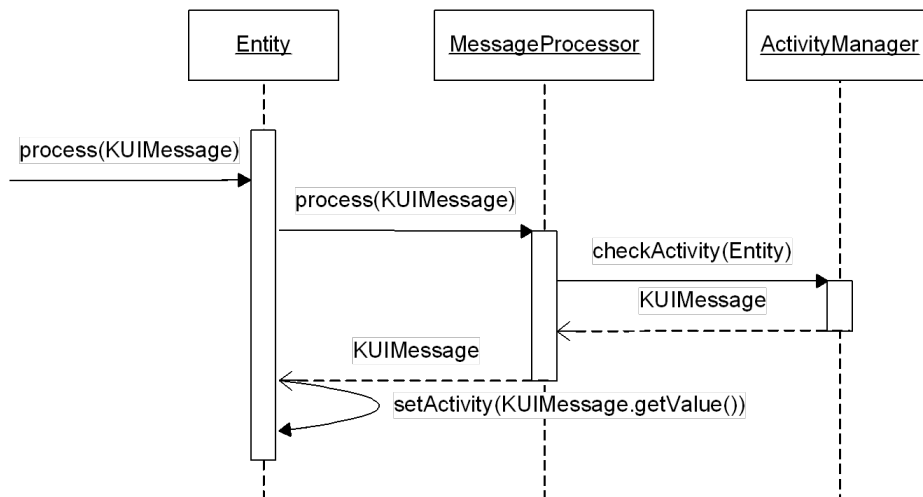 Entity
MessageProcessor
ActivityManager
process(KUIMessage)
process(KUIMessage)
checkActivity(Entity)
KUIMessage
KUIMessage
setActivity(KUIMessage.getValue())